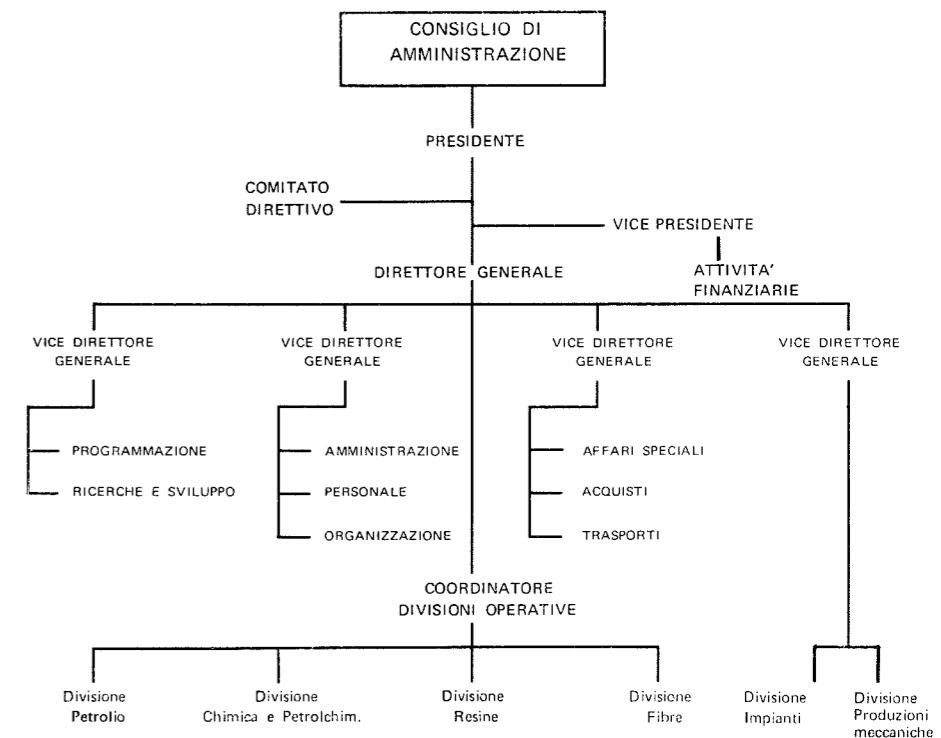 CONSIGLIO DI
AMMINISTRAZIONE
PRESIDENTE
COMITATO
DIRETTIVO
VICE PRESIDENTE
DIRETTORE GENERALE
ATTIVITA'
FINANZIARIE
VICE DIRETTORE
GENERALE
VICE DIRETTORE
GENERALE
VICE DIRETTORE
GENERALE
VICE DIRETTORE
GENERALE
PROGRAMMAZIONE
RICERCHE E SVILUPPO
AMMINISTRAZIONE
PERSONALE
ORGANIZZAZIONE
AFFARI SPECIALI
ACQUISTI
TRASPORTI
COORDINATORE
DIVISIONI OPERATIVE
Divisione
Petrolio
Divisione
Chimica e Petrolchim.
Divisione
Resine
Divisione
Fibre
Divisione
Impianti
Divisione
Produzioni
meccaniche